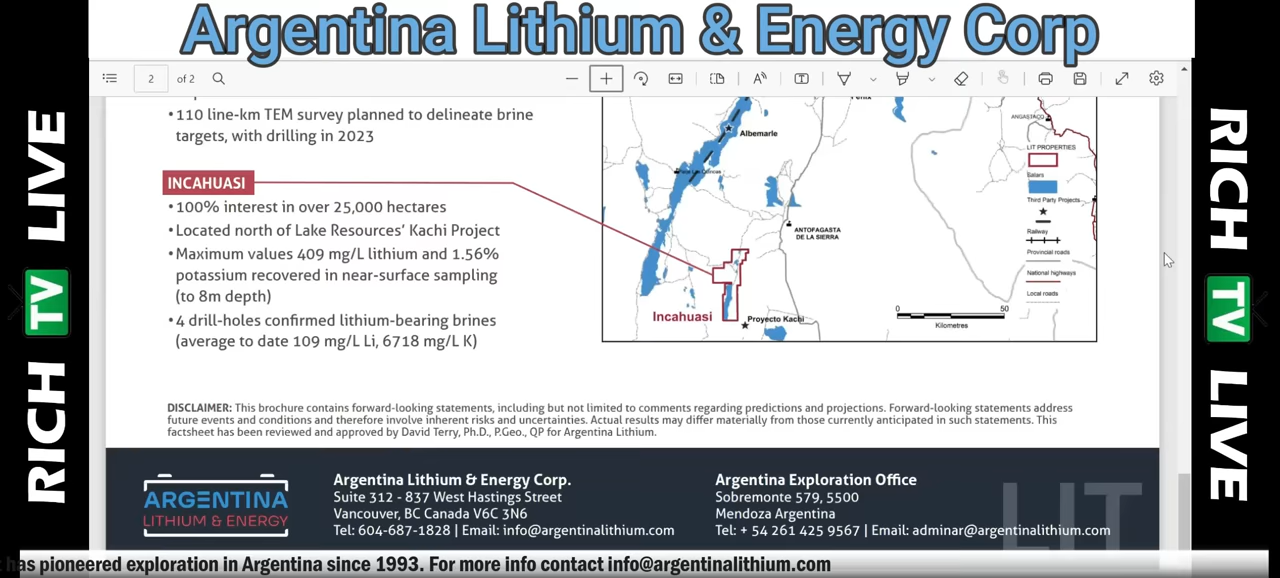 Argentina Lithium & Energy Corp
2 of 2
110 line-km TEM survey planned to delineate brine
targets, with drilling in 2023
INCAHUASI
• 100% interest in over 25,000 hectares
• Located north of Lake Resources' Kachi Project
• Maximum values 409 mg/L lithium and 1.56%
potassium recovered in near-surface sampling
(to 8m depth)
• 4 drill-holes confirmed lithium-bearing brines
(average to date 109 mg/L Li, 6718 mg/L K)
Albemarle
ANTOFAGASTA
DE LA SIERRA
Incahuasi
Proyecto Kachi
ANGASTACO
LIT PROPERTIES
Salars
Third Party Projects
Railway
Provincial roads
National highways
Local roads
0 50
Kilometres
DISCLAIMER: This brochure contains forward-looking statements, including but not limited to comments regarding predictions and projections. Forward-looking statements address
future events and conditions and therefore involve inherent risks and uncertainties. Actual results may differ materially from those currently anticipated in such statements. This
factsheet has been reviewed and approved by David Terry, Ph.D., P.Geo., QP for Argentina Lithium.
ARGENTINA
LITHIUM & ENERGY
Argentina Lithium & Energy Corp.
Suite 312 - 837 West Hastings Street
Vancouver, BC Canada V6C 3N6
Tel: 604-687-1828 | Email: info@argentinalithium.com
Argentina Exploration Office
Sobremonte 579, 5500
Mendoza Argentina
Tel: + 54 261 425 9567 | Email: adminar@argentinalithium.com
LIT
has pioneered exploration in Argentina since 1993. For more info contact info@argentinalithium.com
RICH TV LIVE
RICH TV LIVE